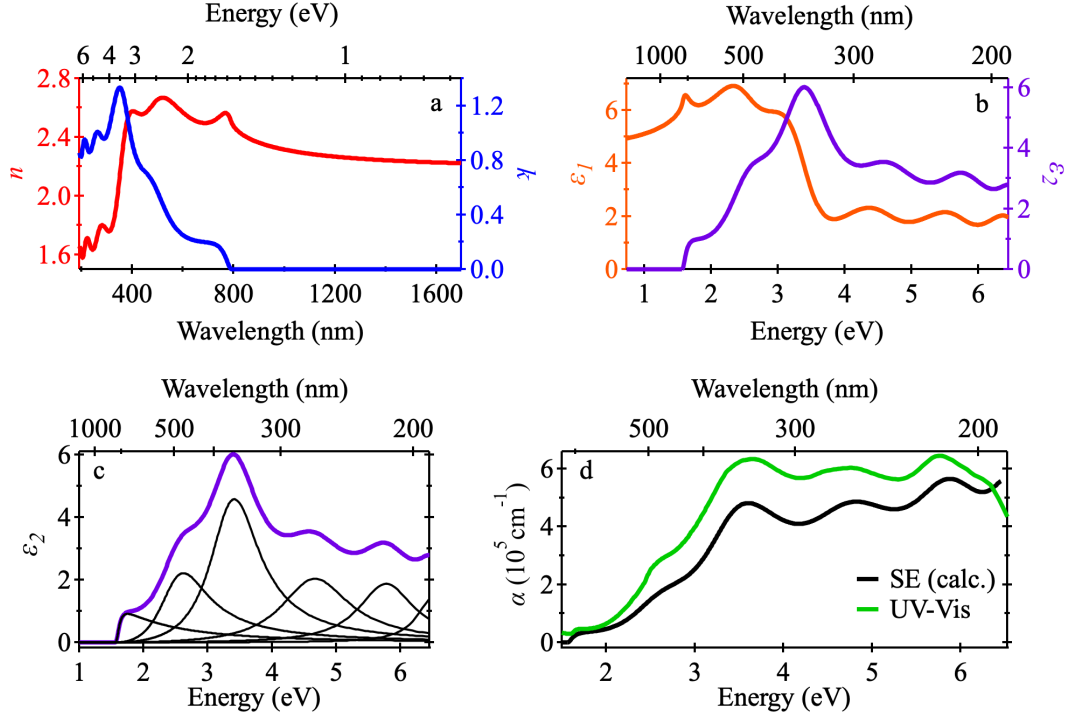 Energy (eV)
6 4 3 2 1
2.8
2.4
2.0
1.6
n
a
1.2
0.8
0.4
0.0
k
400 800 1200 1600
Wavelength (nm)
Wavelength (nm)
1000 500 300 200
6
4
2
0
ε1
b
6
4
2
0
ε2
1 2 3 4 5 6
Energy (eV)
Wavelength (nm)
1000 500 300 200
6
4
2
0
ε2
c
1 2 3 4 5 6
Energy (eV)
Wavelength (nm)
500 300 200
6
4
2
0
α (10^5 cm^-1)
d
SE (calc.)
UV-Vis
2 3 4 5 6
Energy (eV)